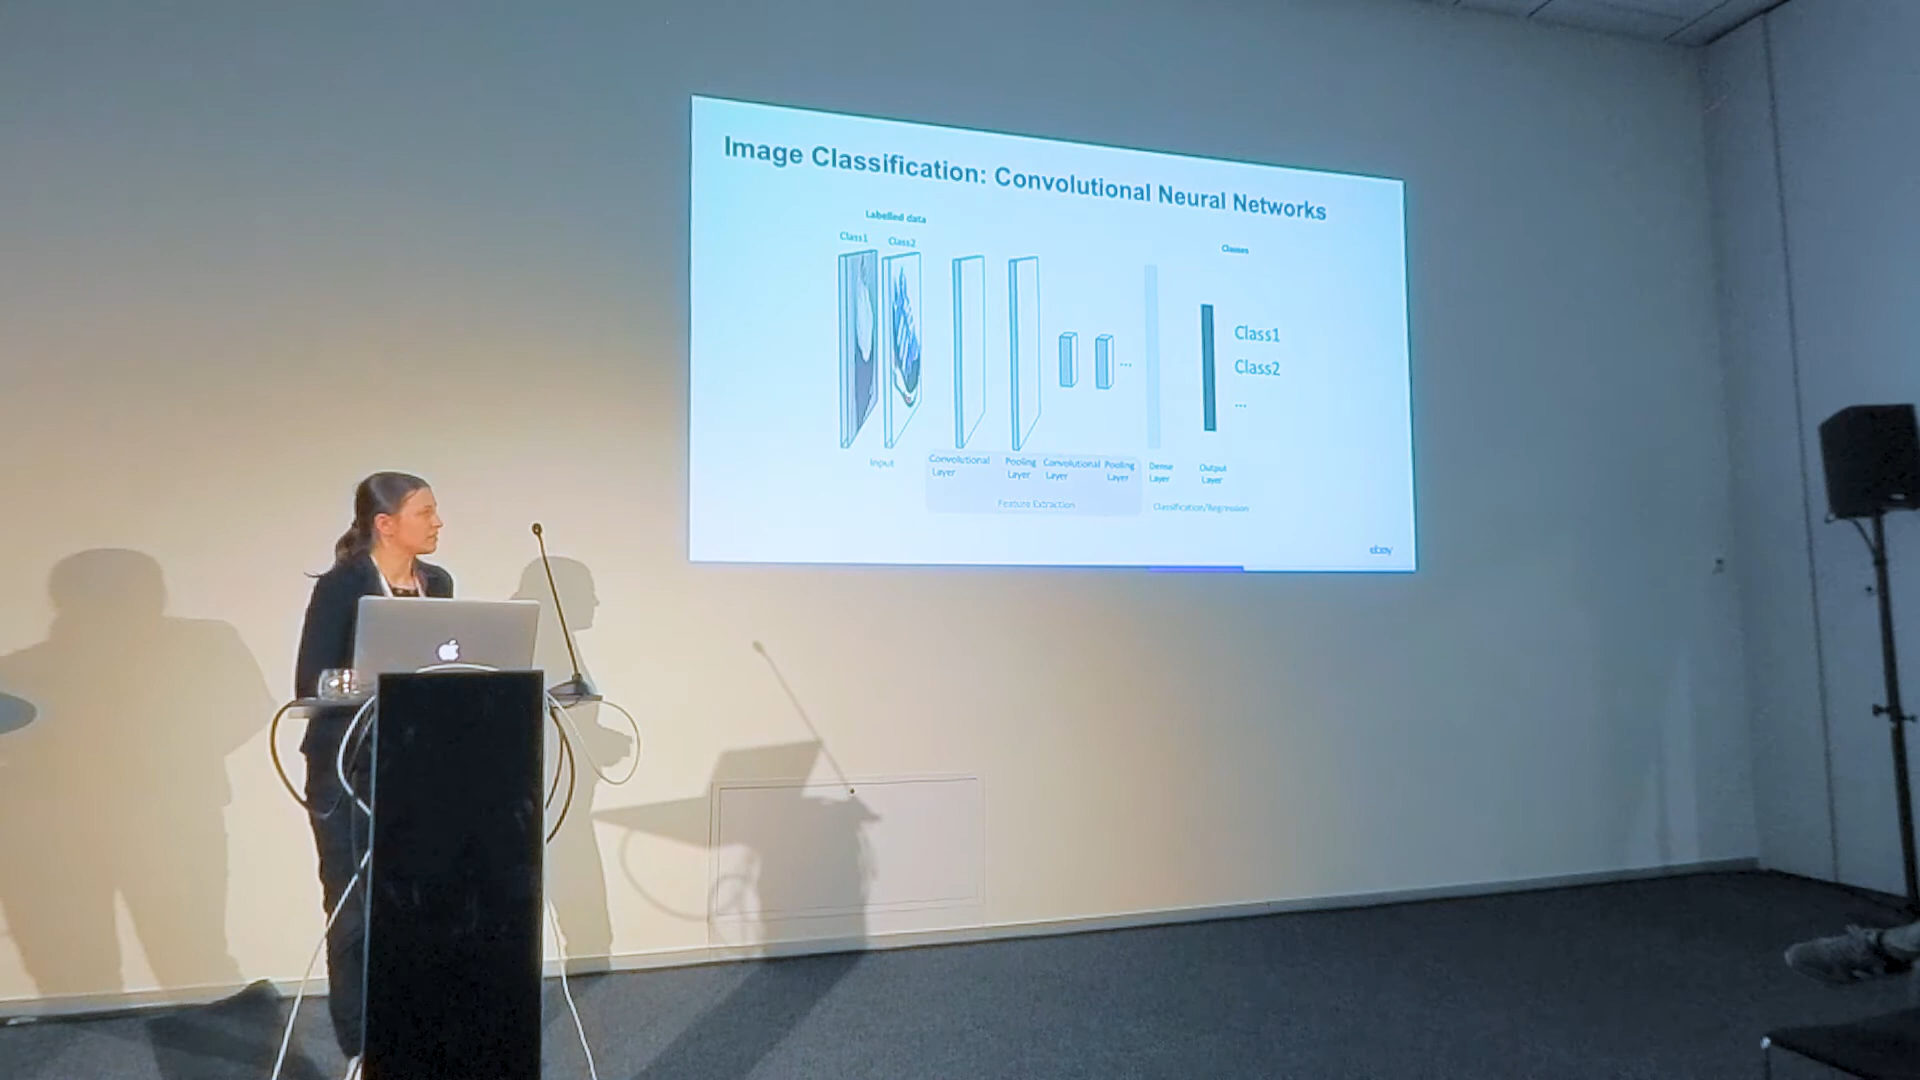 Image Classification: Convolutional Neural Networks
Labelled data
Class1 Class2
Classes
Class1
Class2
...
...
Input
Convolutional Layer
Pooling Layer
Convolutional Layer
Pooling Layer
Dense Layer
Output Layer
Feature Extraction
Classification/Regression
ebay